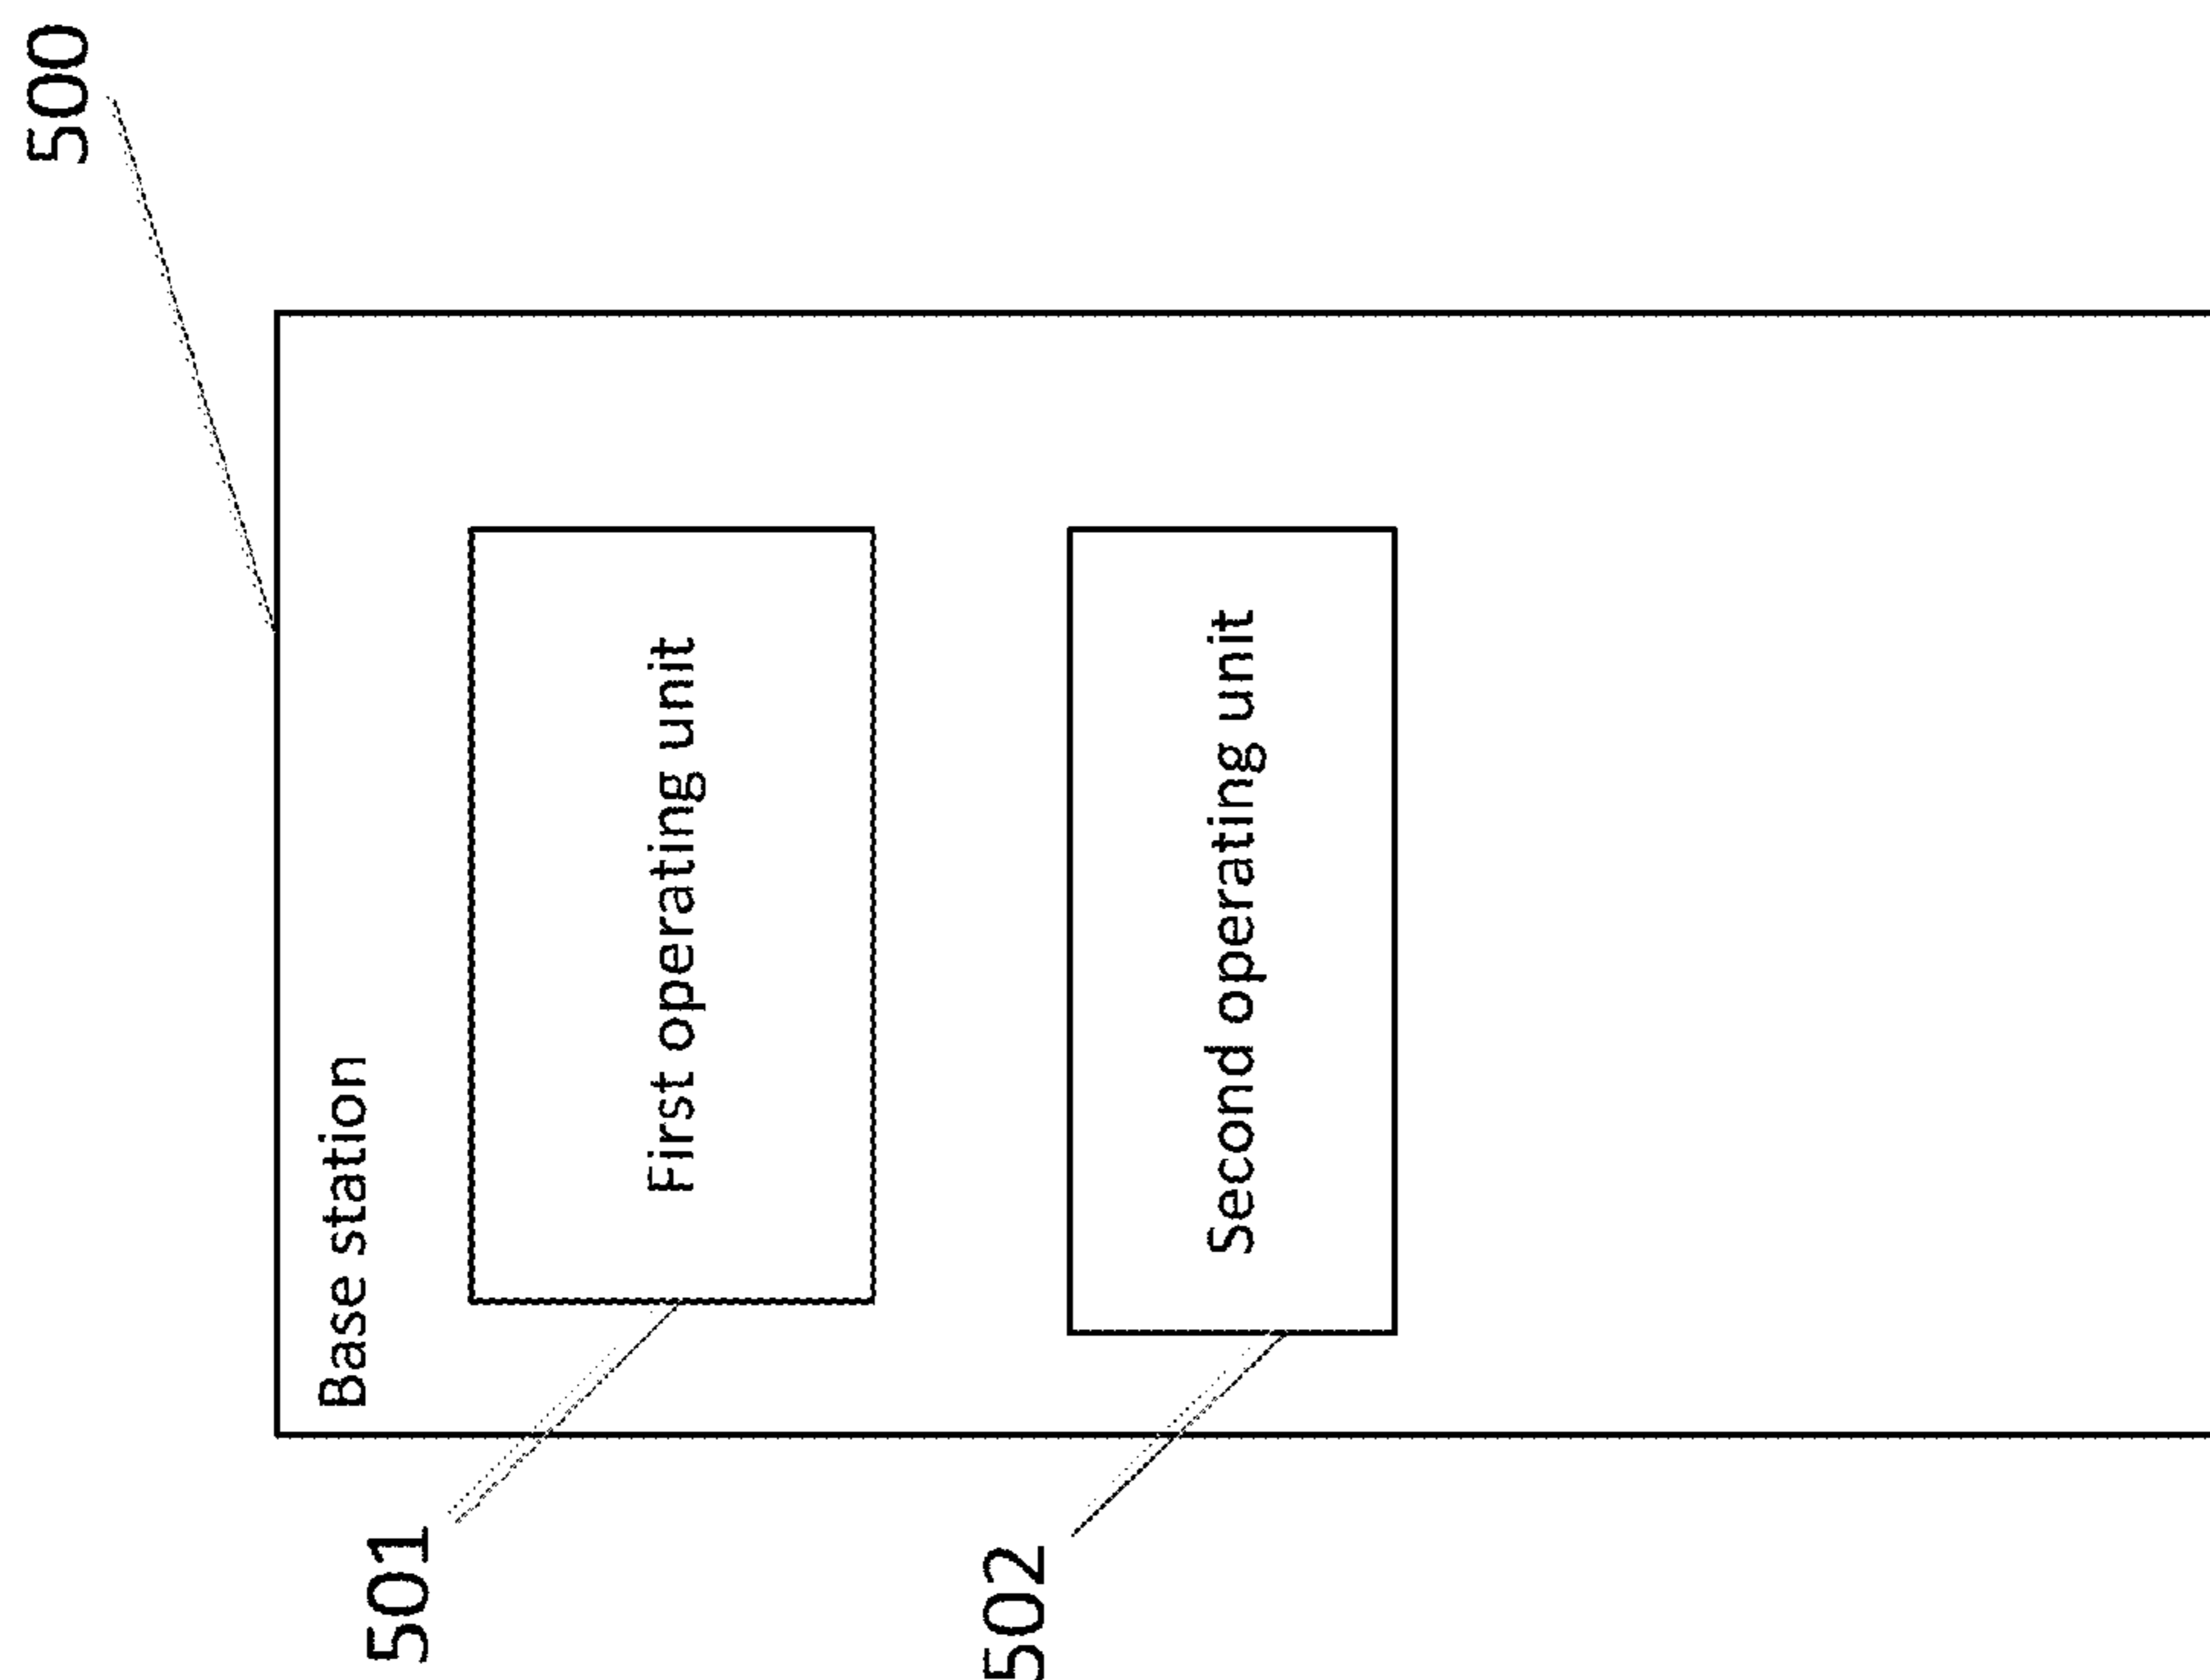 500
Base station
First operating unit
501
Second operating unit
502